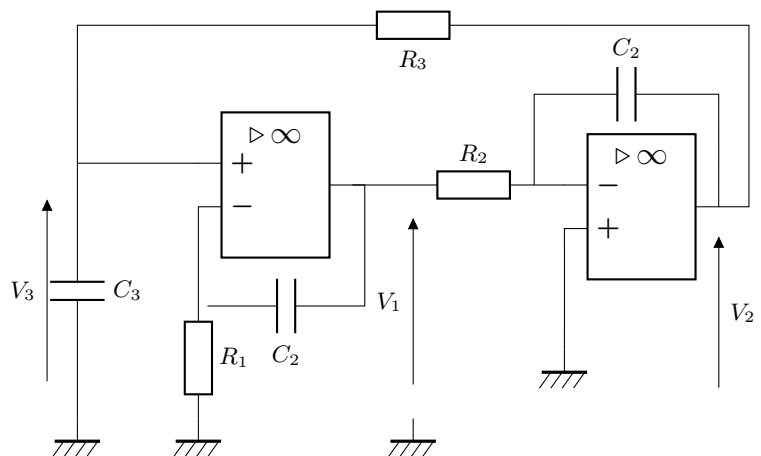 R3
C2
▷ ∞
+
−
R2
▷ ∞
−
+
V3
C3
R1
C2
V1
V2